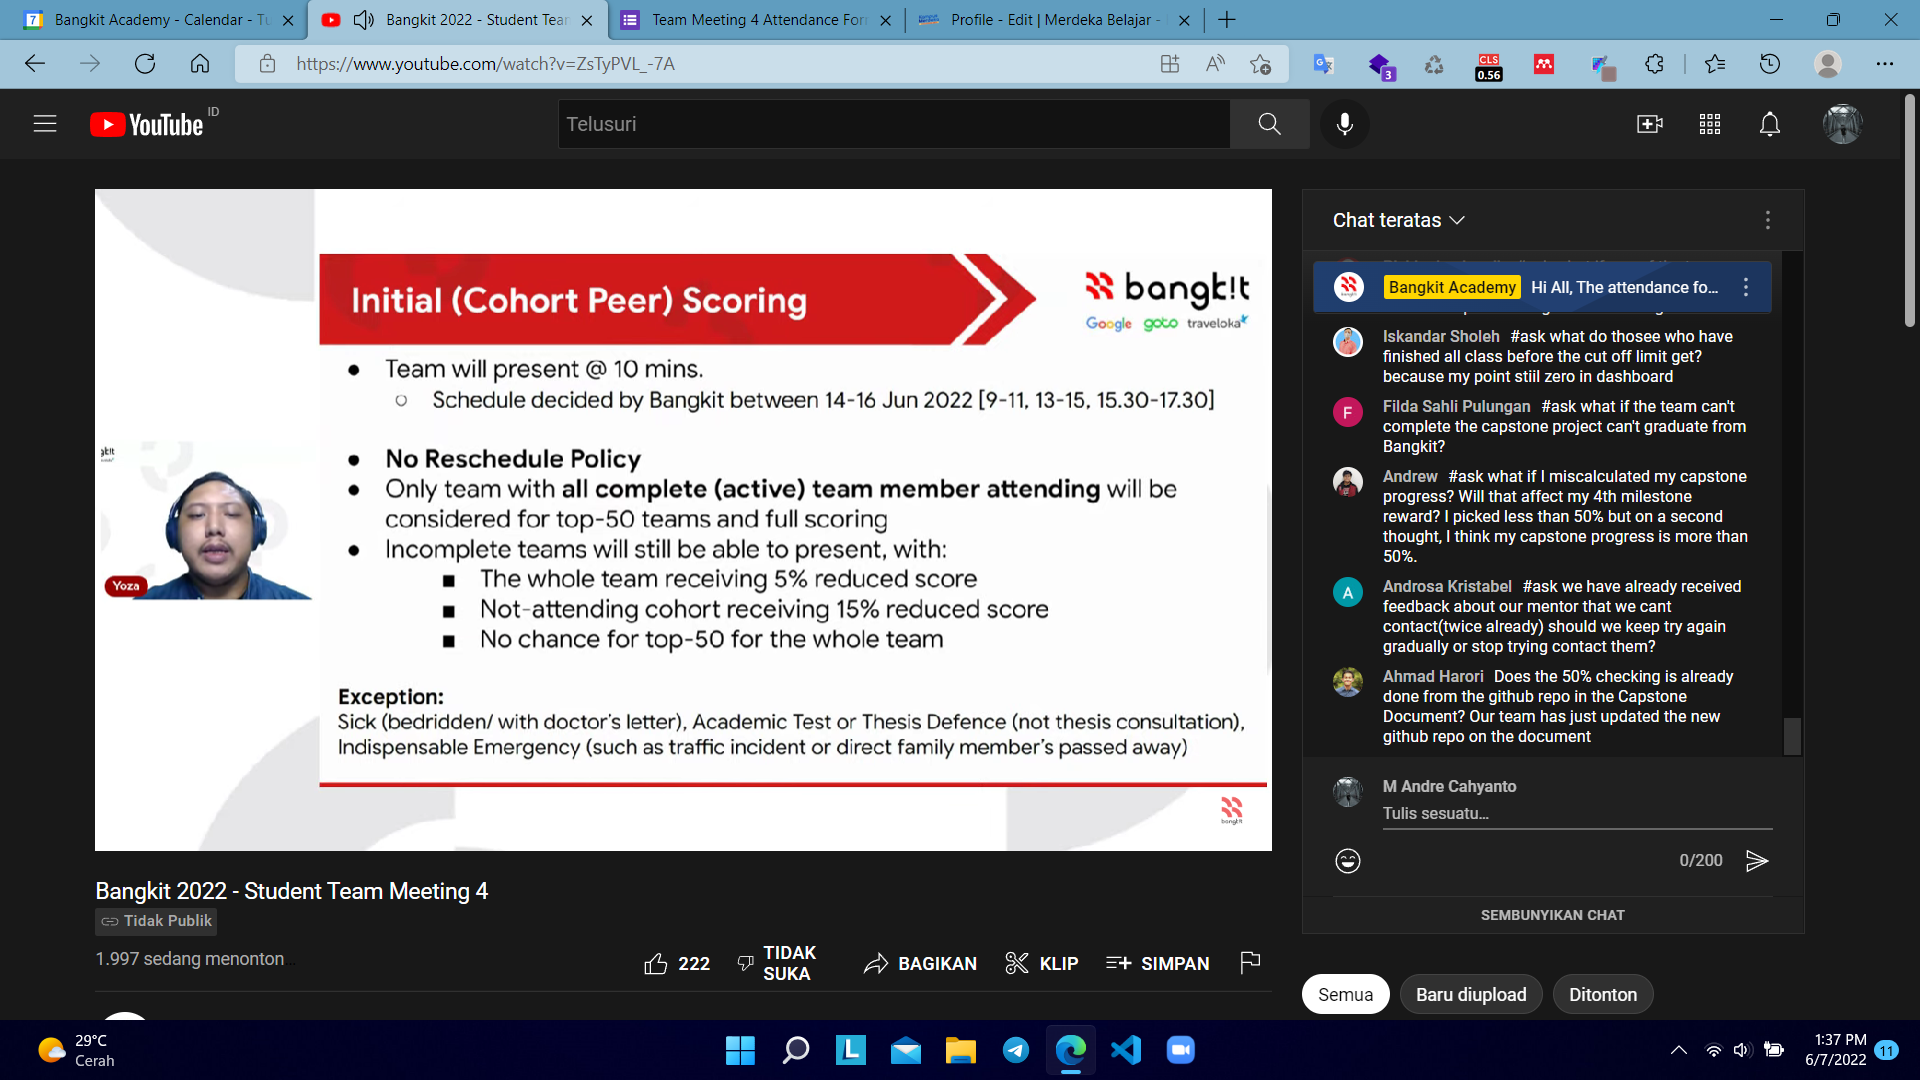 Bangkit Academy - Calendar - Tu
Bangkit 2022 - Student Tear
Team Meeting 4 Attendance For
Profile - Edit | Merdeka Belajar -
https://www.youtube.com/watch?v=ZsTyPVL_-7A
3
CLS
0.56
YouTube ID
Telusuri
Initial (Cohort Peer) Scoring
bangk!t
Google goto traveloka
● Team will present @ 10 mins.
○ Schedule decided by Bangkit between 14-16 Jun 2022 [9-11, 13-15, 15.30-17.30]
● No Reschedule Policy
● Only team with all complete (active) team member attending will be
considered for top-50 teams and full scoring
● Incomplete teams will still be able to present, with:
■ The whole team receiving 5% reduced score
■ Not-attending cohort receiving 15% reduced score
■ No chance for top-50 for the whole team
Exception:
Sick (bedridden/ with doctor's letter), Academic Test or Thesis Defence (not thesis consultation),
Indispensable Emergency (such as traffic incident or direct family member's passed away)
Yoza
bangk!t
Chat teratas
Bangkit Academy Hi All, The attendance fo...
Iskandar Sholeh #ask what do thosee who have
finished all class before the cut off limit get?
because my point stiil zero in dashboard
F
Filda Sahli Pulungan #ask what if the team can't
complete the capstone project can't graduate from
Bangkit?
Andrew #ask what if I miscalculated my capstone
progress? Will that affect my 4th milestone
reward? I picked less than 50% but on a second
thought, I think my capstone progress is more than
50%.
A
Androsa Kristabel #ask we have already received
feedback about our mentor that we cant
contact(twice already) should we keep try again
gradually or stop trying contact them?
Ahmad Harori Does the 50% checking is already
done from the github repo in the Capstone
Document? Our team has just updated the new
github repo on the document
M Andre Cahyanto
Tulis sesuatu...
0/200
SEMBUNYIKAN CHAT
Bangkit 2022 - Student Team Meeting 4
Tidak Publik
1.997 sedang menonton
222
TIDAK
SUKA
BAGIKAN
KLIP
SIMPAN
Semua
Baru diupload
Ditonton
29°C
Cerah
L
1:37 PM
6/7/2022
11